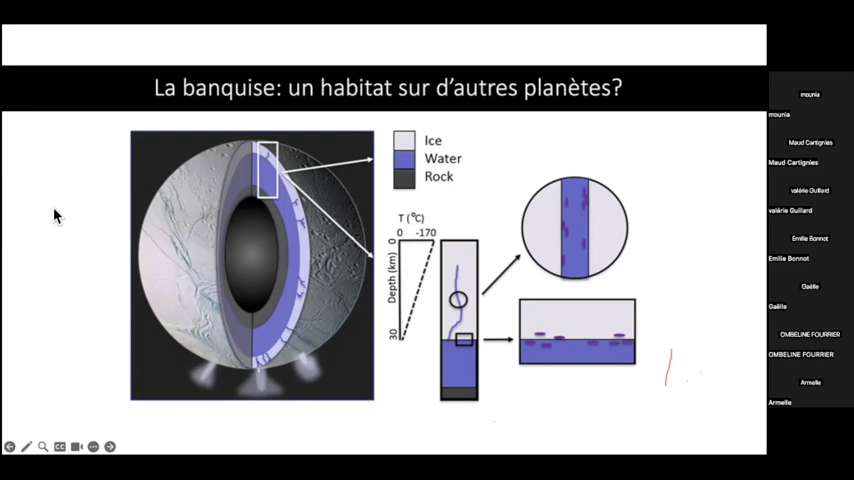 La banquise: un habitat sur d'autres planètes?
Ice
Water
Rock
T (°C)
0 -170
0
Depth (km)
30
mounia
mounia
Maud Cartignies
Maud Cartignies
valérie Guillard
valérie Guillard
Emilie Bonnot
Emilie Bonnot
Gaëlle
Gaëlle
OMBELINE FOURRIER
OMBELINE FOURRIER
Armelle
Armelle
CC